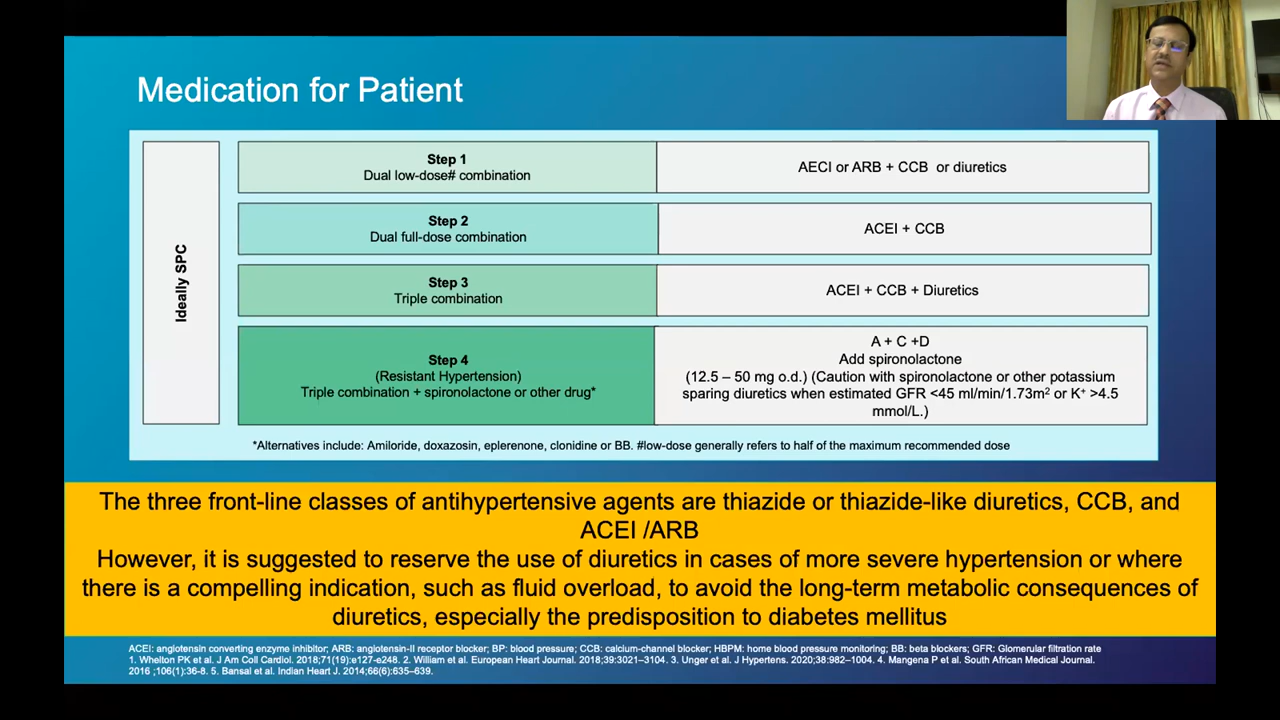 Medication for Patient
Ideally SPC
Step 1
Dual low-dose# combination
AECI or ARB + CCB or diuretics
Step 2
Dual full-dose combination
ACEI + CCB
Step 3
Triple combination
ACEI + CCB + Diuretics
Step 4
(Resistant Hypertension)
Triple combination + spironolactone or other drug*
A + C +D
Add spironolactone
(12.5 – 50 mg o.d.) (Caution with spironolactone or other potassium
sparing diuretics when estimated GFR <45 ml/min/1.73m² or K⁺ >4.5
mmol/L.)
*Alternatives include: Amiloride, doxazosin, eplerenone, clonidine or BB. #low-dose generally refers to half of the maximum recommended dose
The three front-line classes of antihypertensive agents are thiazide or thiazide-like diuretics, CCB, and
ACEI /ARB
However, it is suggested to reserve the use of diuretics in cases of more severe hypertension or where
there is a compelling indication, such as fluid overload, to avoid the long-term metabolic consequences of
diuretics, especially the predisposition to diabetes mellitus
ACEI: angiotensin converting enzyme inhibitor; ARB: angiotensin-II receptor blocker; BP: blood pressure; CCB: calcium-channel blocker; HBPM: home blood pressure monitoring; BB: beta blockers; GFR: Glomerular filtration rate
1. Whelton PK et al. J Am Coll Cardiol. 2018;71(19):e127-e248. 2. William et al. European Heart Journal. 2018;39:3021–3104. 3. Unger et al. J Hypertens. 2020;38:982–1004. 4. Mangena P et al. South African Medical Journal.
2016 ;106(1):36-8. 5. Bansal et al. Indian Heart J. 2014;66(6):635–639.